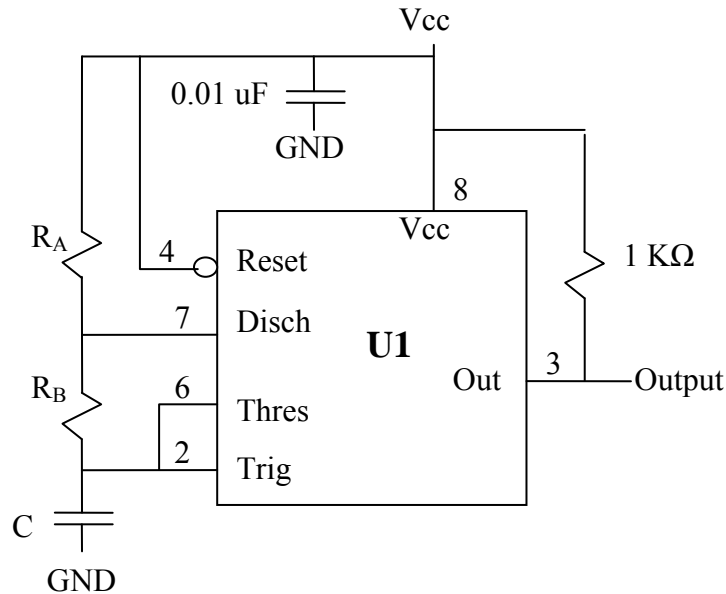 Vcc
0.01 uF
GND
8
Vcc
R_A
4
Reset
1 KΩ
7
Disch
U1
3
Out
Output
R_B
6
Thres
2
Trig
C
GND